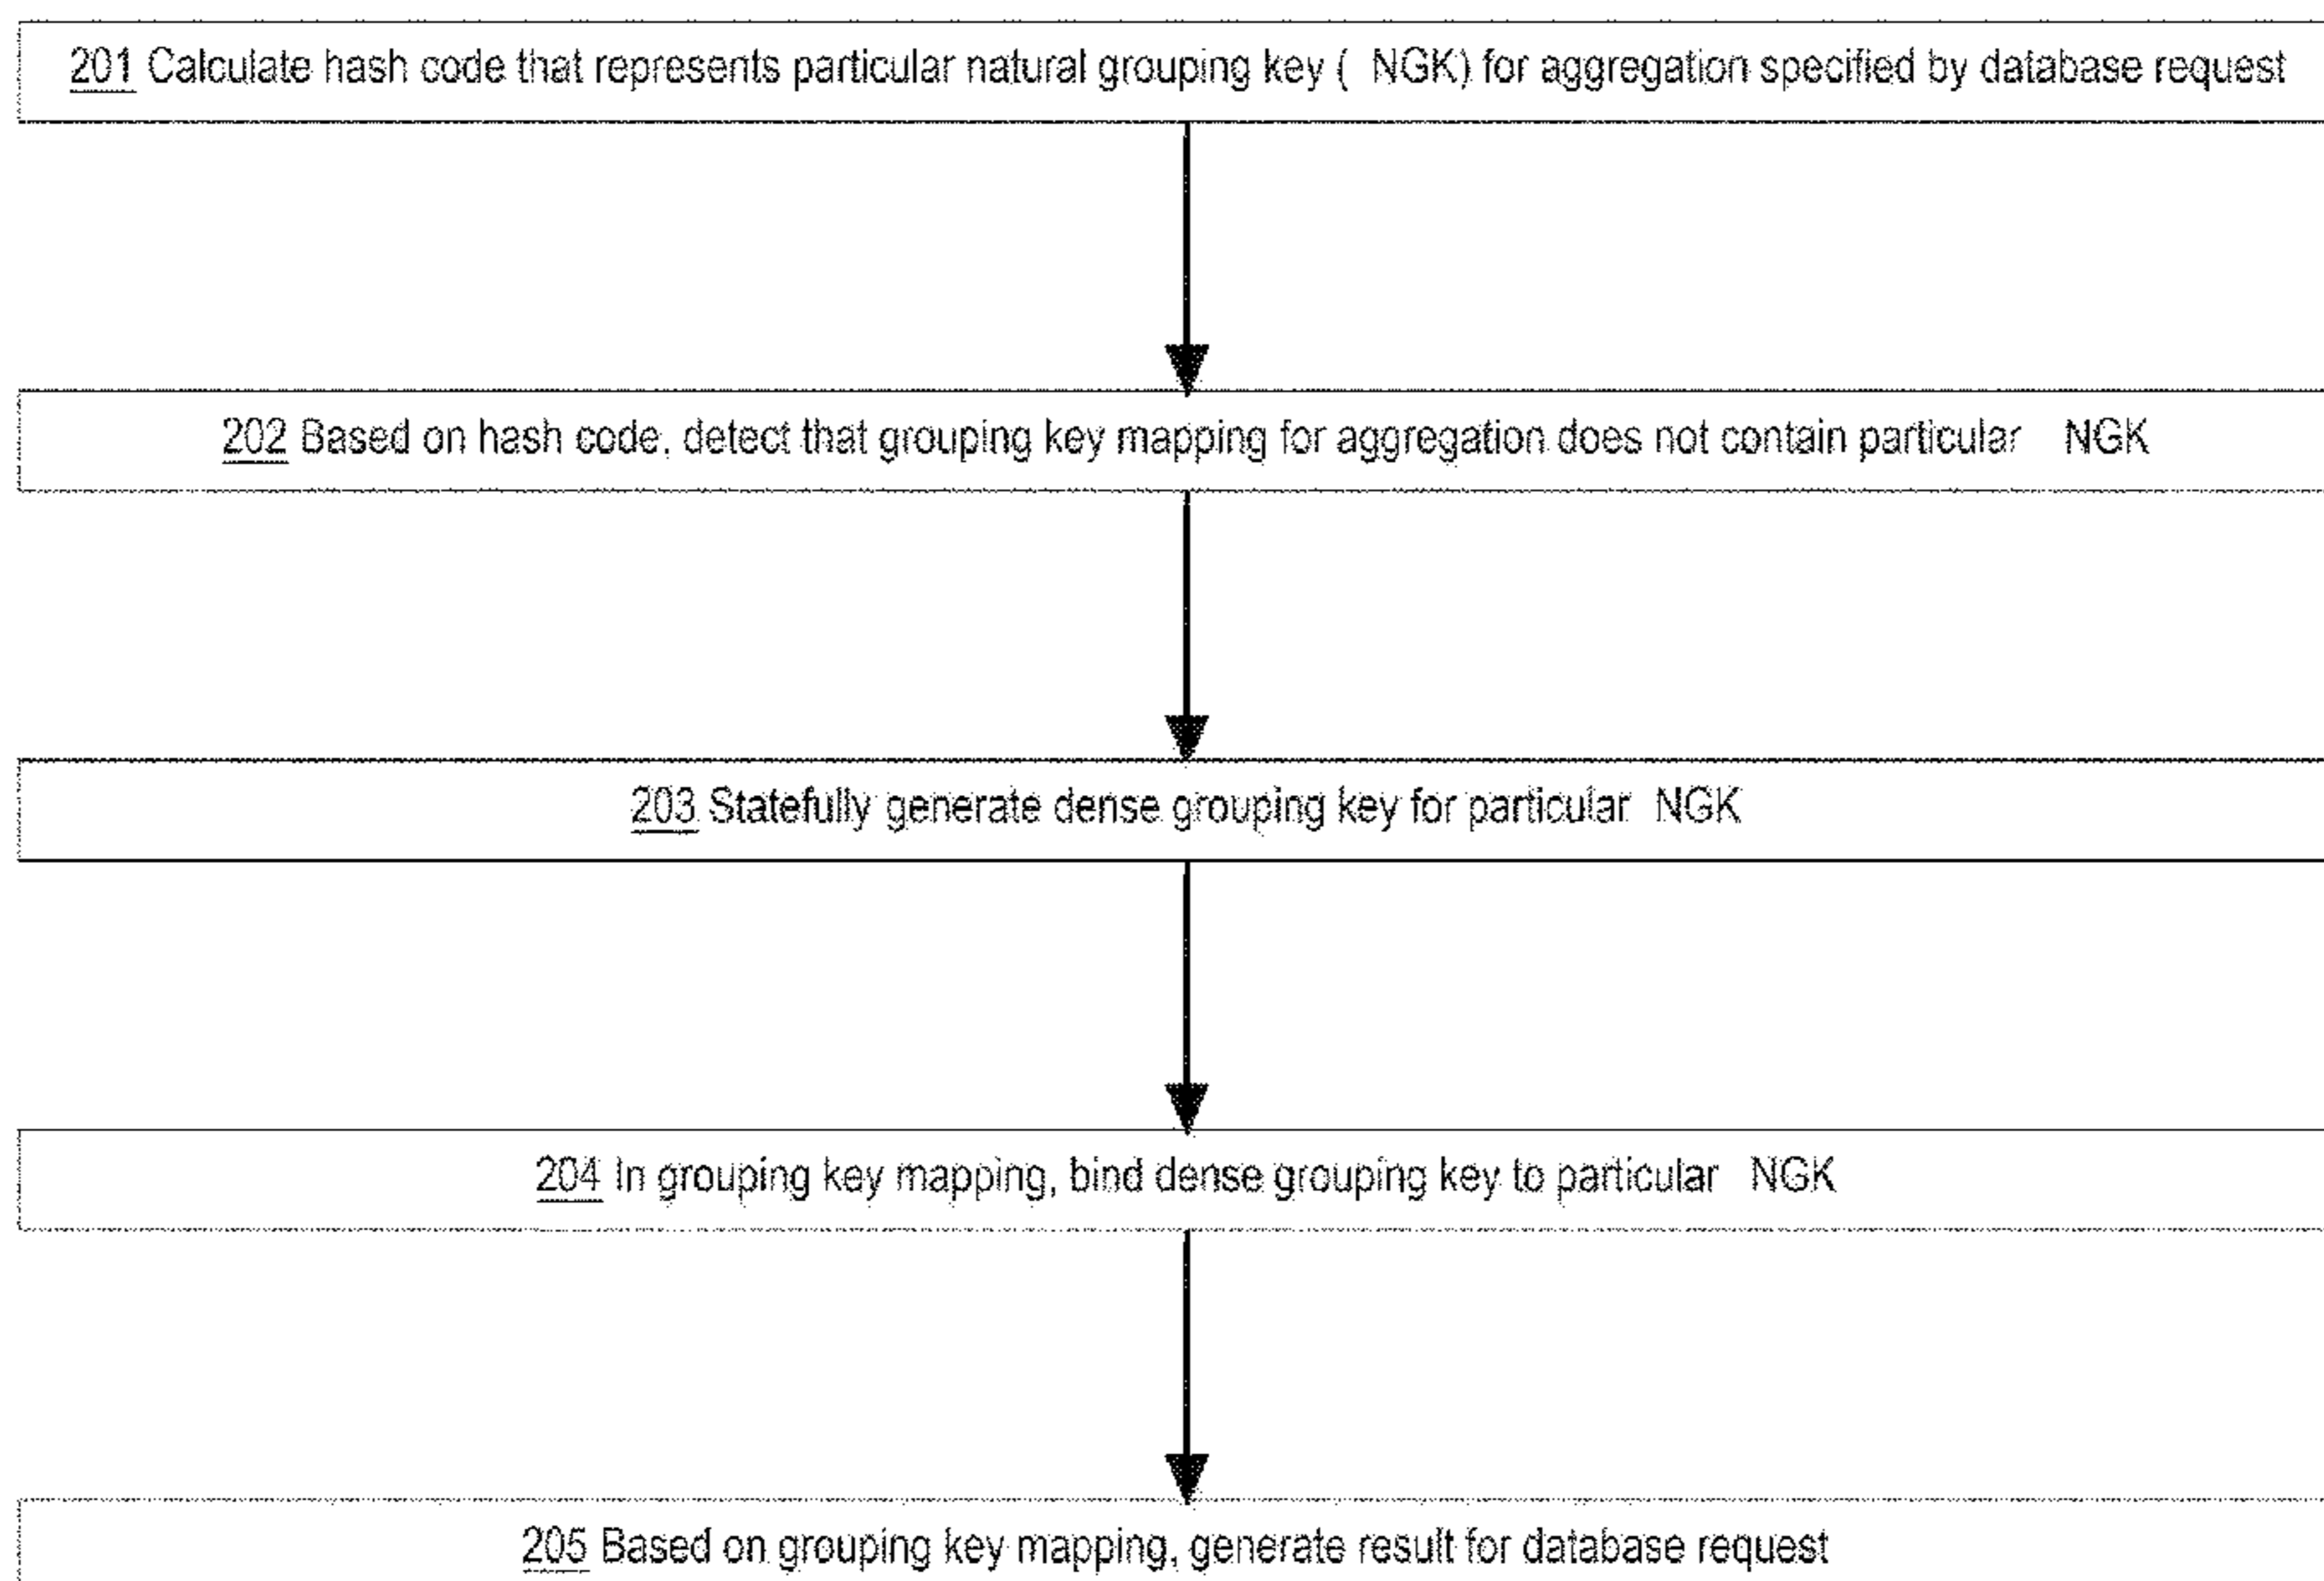 201 Calculate hash code that represents particular natural grouping key ( NGK) for aggregation specified by database request
202 Based on hash code, detect that grouping key mapping for aggregation does not contain particular NGK
203 Statefully generate dense grouping key for particular NGK
204 In grouping key mapping, bind dense grouping key to particular NGK
205 Based on grouping key mapping, generate result for database request